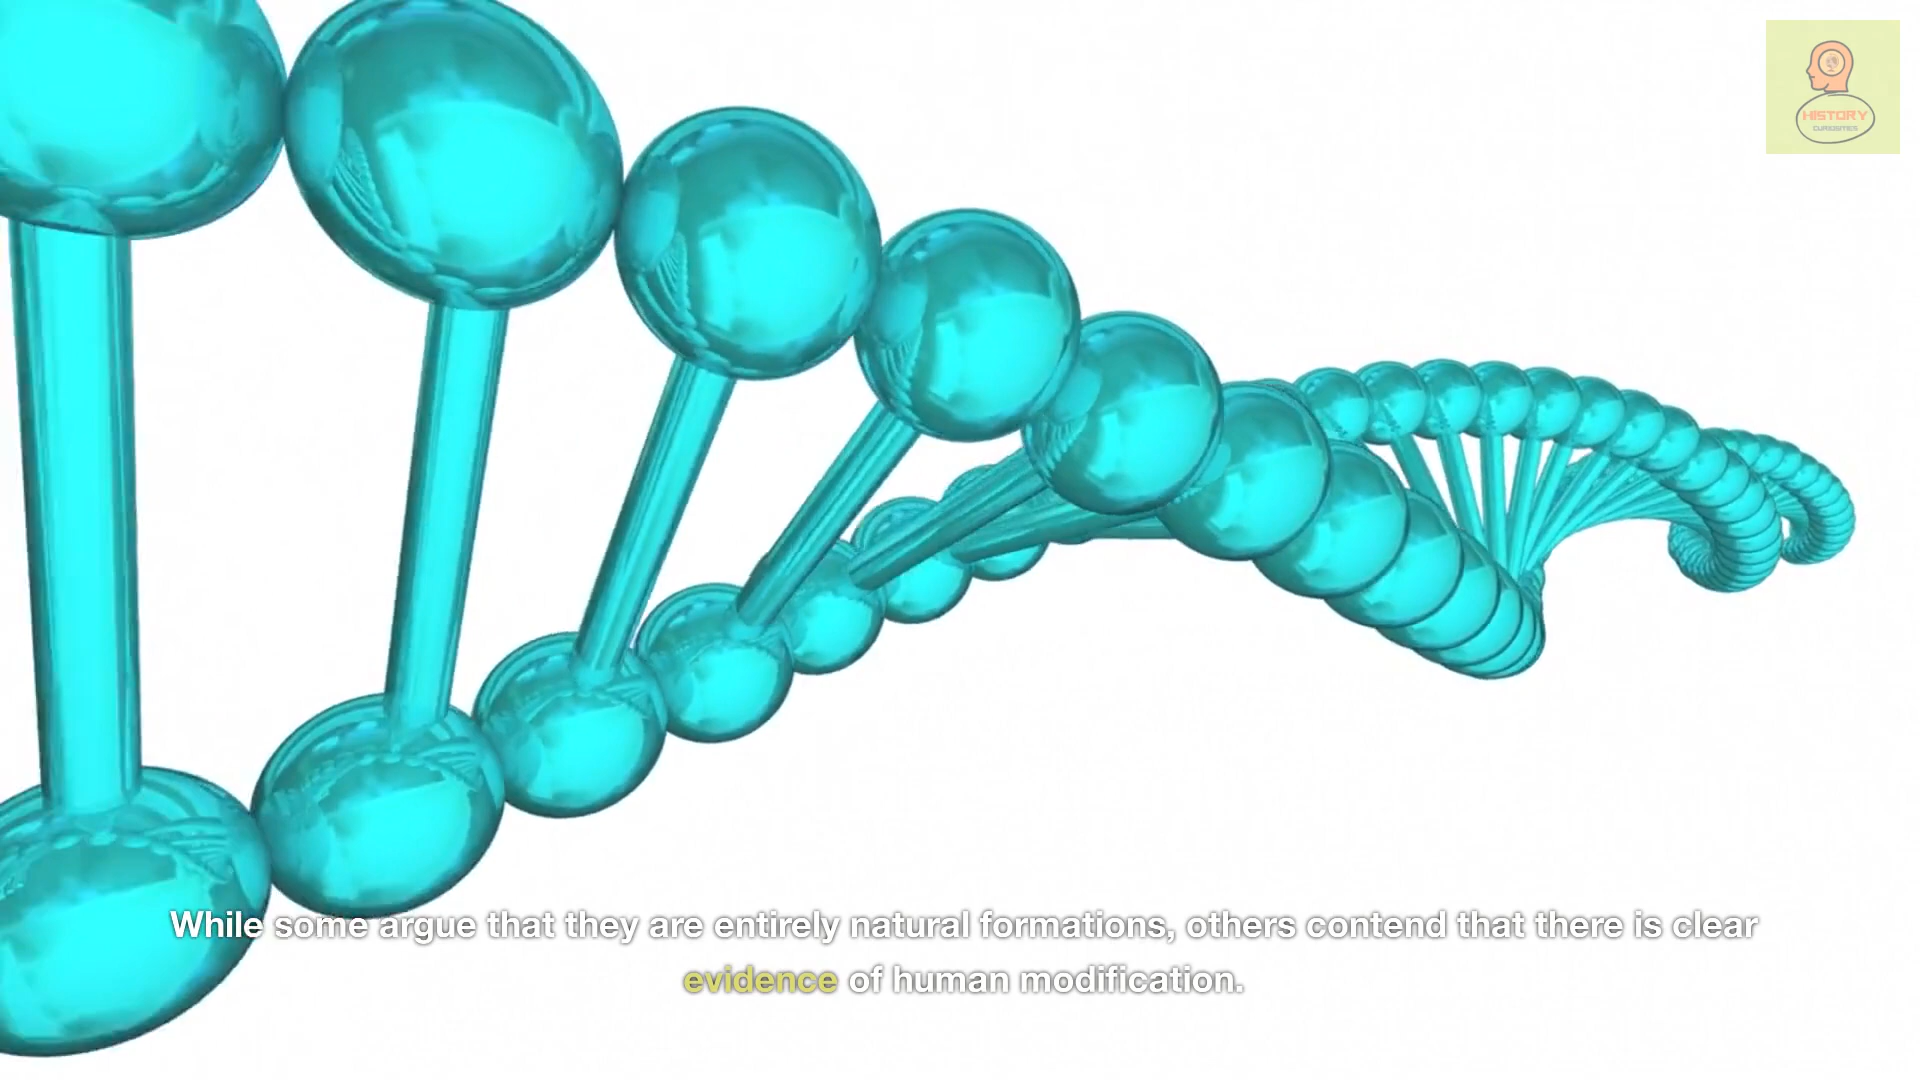 HISTORY
CURIOSITIES
While some argue that they are entirely natural formations, others contend that there is clear
evidence of human modification.